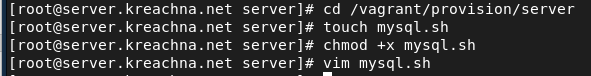 [root@server.kreachna.net server]# cd /vagrant/provision/server
[root@server.kreachna.net server]# touch mysql.sh
[root@server.kreachna.net server]# chmod +x mysql.sh
[root@server.kreachna.net server]# vim mysql.sh